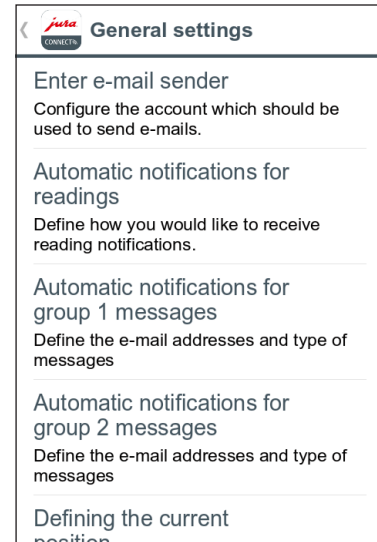 jura
CONNECT
General settings
Enter e-mail sender
Configure the account which should be
used to send e-mails.
Automatic notifications for
readings
Define how you would like to receive
reading notifications.
Automatic notifications for
group 1 messages
Define the e-mail addresses and type of
messages
Automatic notifications for
group 2 messages
Define the e-mail addresses and type of
messages
Defining the current
position